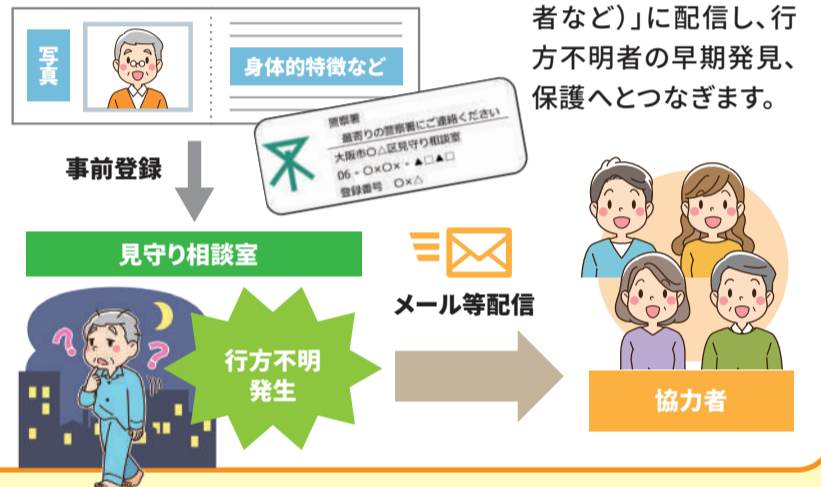 者など)」に配信し、行
方不明者の早期発見、
保護へとつなぎます。
写真
身体的特徴など
警察署
最寄りの警察署にご連絡ください
大阪市〇△区見守り相談室
06-〇×〇×-▲□▲□
登録番号 〇×△
事前登録
見守り相談室
メール等配信
?
?
行方不明
発生
協力者